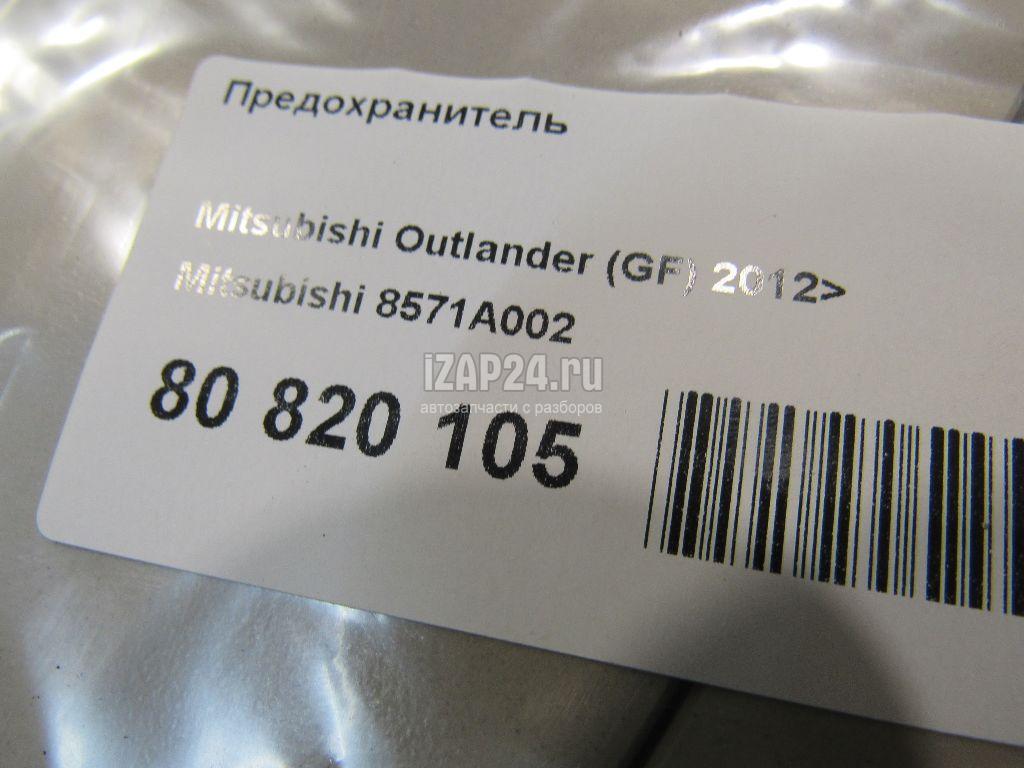 Предохранитель
Mitsubishi Outlander (GF) 2012>
Mitsubishi 8571A002
iZAP24.ru
автозапчасти с разборов
80 820 105